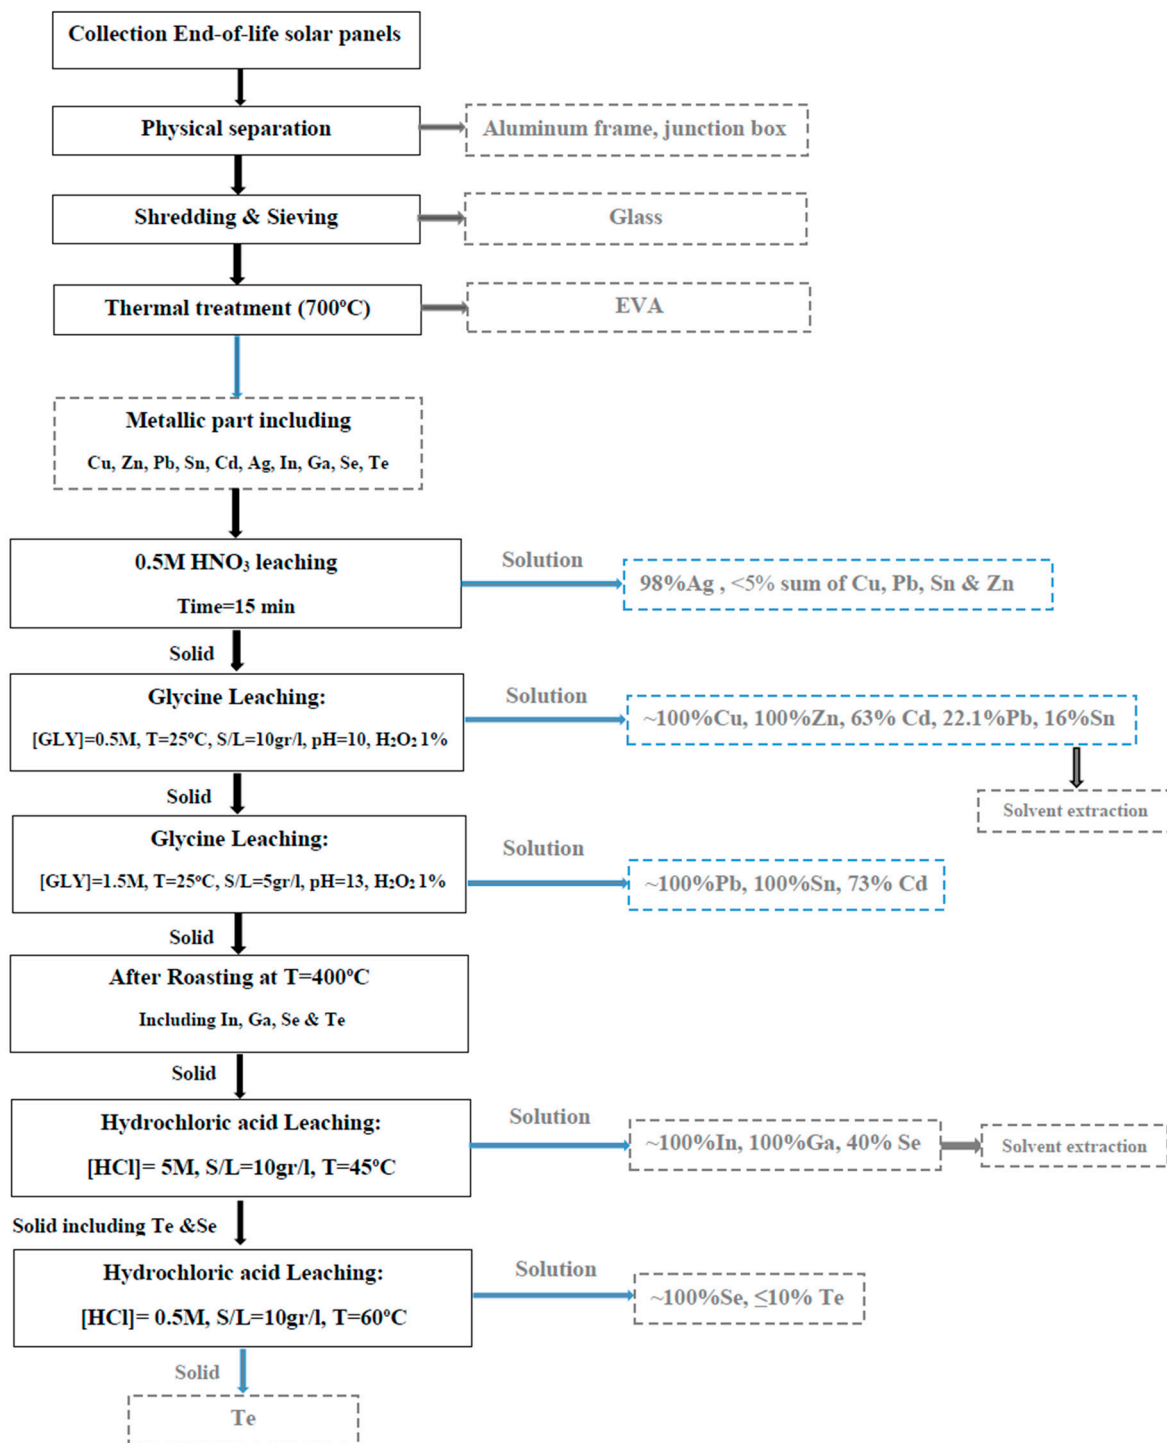 Collection End-of-life solar panels
Physical separation
Aluminum frame, junction box
Shredding & Sieving
Glass
Thermal treatment (700ºC)
EVA
Metallic part including
Cu, Zn, Pb, Sn, Cd, Ag, In, Ga, Se, Te
0.5M HNO₃ leaching
Time=15 min
Solution
98%Ag , <5% sum of Cu, Pb, Sn & Zn
Solid
Glycine Leaching:
[GLY]=0.5M, T=25ºC, S/L=10gr/l, pH=10, H₂O₂ 1%
Solution
~100%Cu, 100%Zn, 63% Cd, 22.1%Pb, 16%Sn
Solvent extraction
Solid
Glycine Leaching:
[GLY]=1.5M, T=25ºC, S/L=5gr/l, pH=13, H₂O₂ 1%
Solution
~100%Pb, 100%Sn, 73% Cd
Solid
After Roasting at T=400ºC
Including In, Ga, Se & Te
Solid
Hydrochloric acid Leaching:
[HCl]= 5M, S/L=10gr/l, T=45ºC
Solution
~100%In, 100%Ga, 40% Se
Solvent extraction
Solid including Te &Se
Hydrochloric acid Leaching:
[HCl]= 0.5M, S/L=10gr/l, T=60ºC
Solution
~100%Se, ≤10% Te
Solid
Te